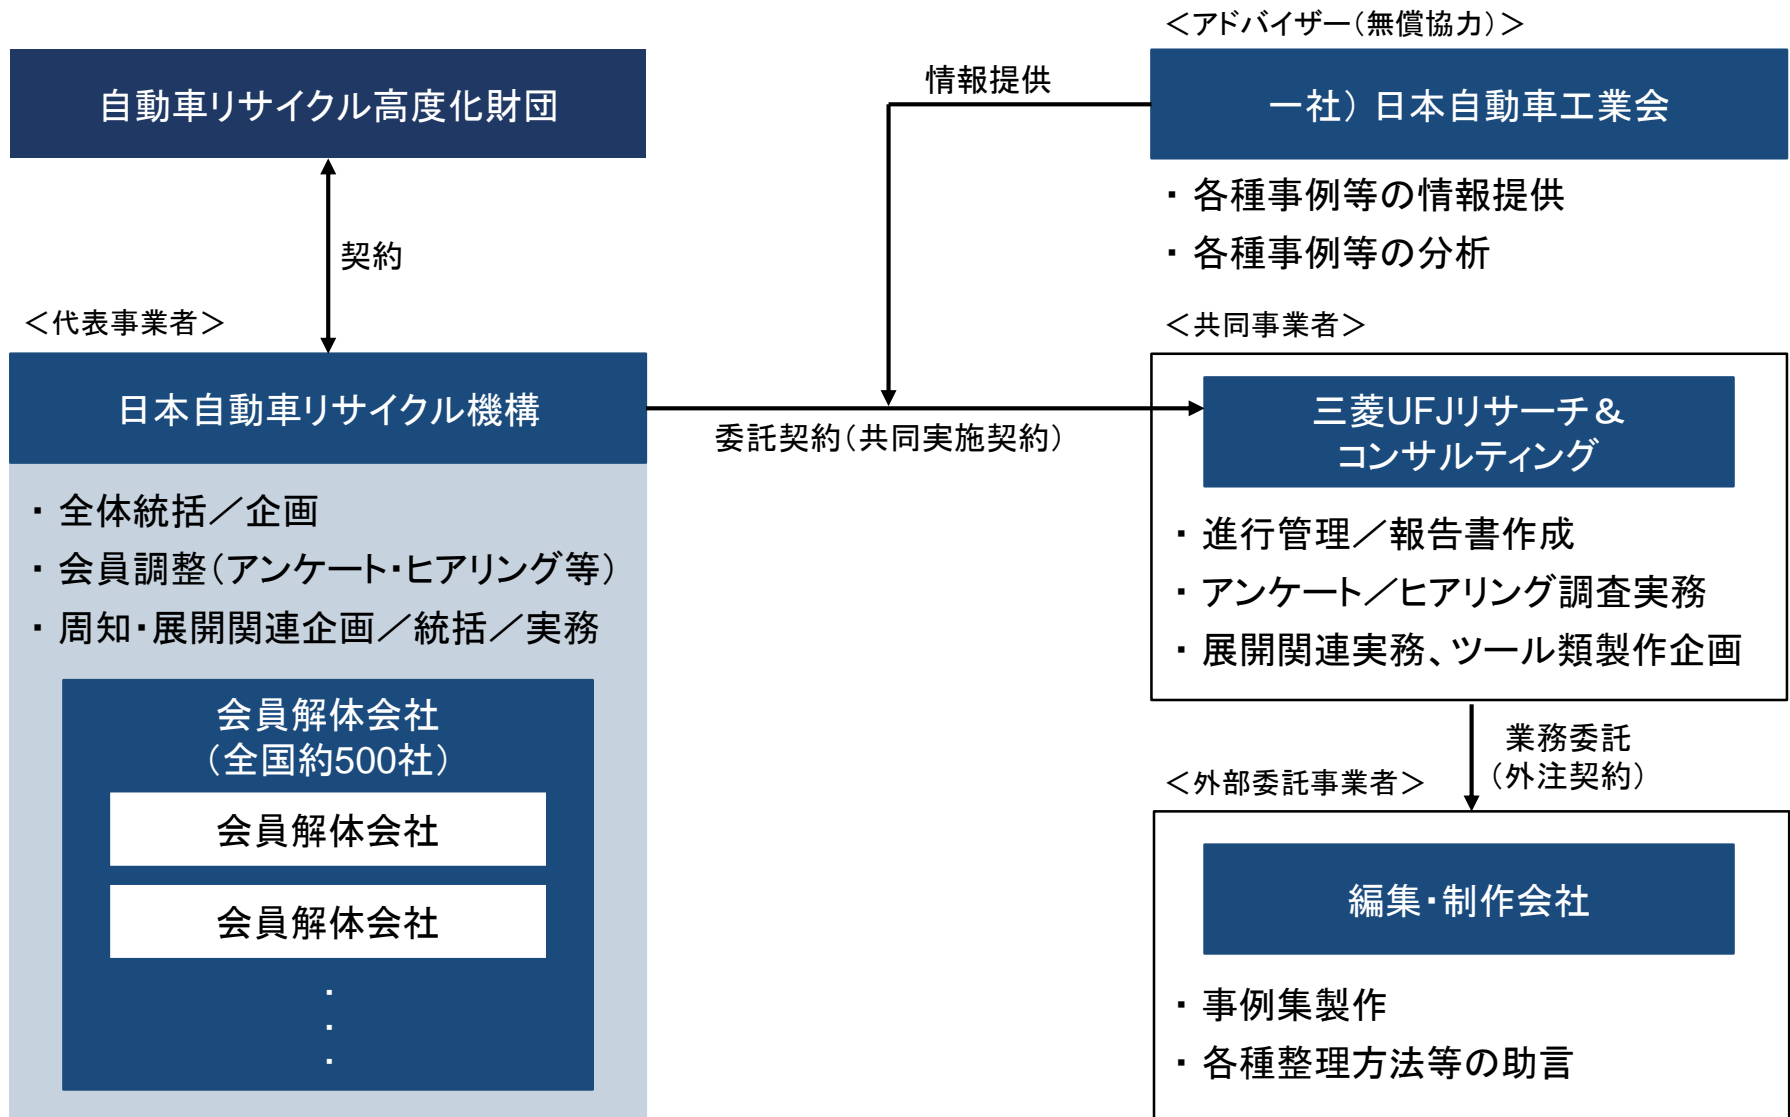 自動車リサイクル高度化財団
契約
＜代表事業者＞
日本自動車リサイクル機構
・ 全体統括／企画
・ 会員調整（アンケート・ヒアリング等）
・ 周知・展開関連企画／統括／実務
会員解体会社
（全国約500社）
会員解体会社
会員解体会社
・
・
・
情報提供
委託契約（共同実施契約）
＜アドバイザー（無償協力）＞
一社） 日本自動車工業会
・ 各種事例等の情報提供
・ 各種事例等の分析
＜共同事業者＞
三菱UFJリサーチ＆
コンサルティング
・ 進行管理／報告書作成
・ アンケート／ヒアリング調査実務
・ 展開関連実務、ツール類製作企画
業務委託
（外注契約）
＜外部委託事業者＞
編集・制作会社
・ 事例集製作
・ 各種整理方法等の助言